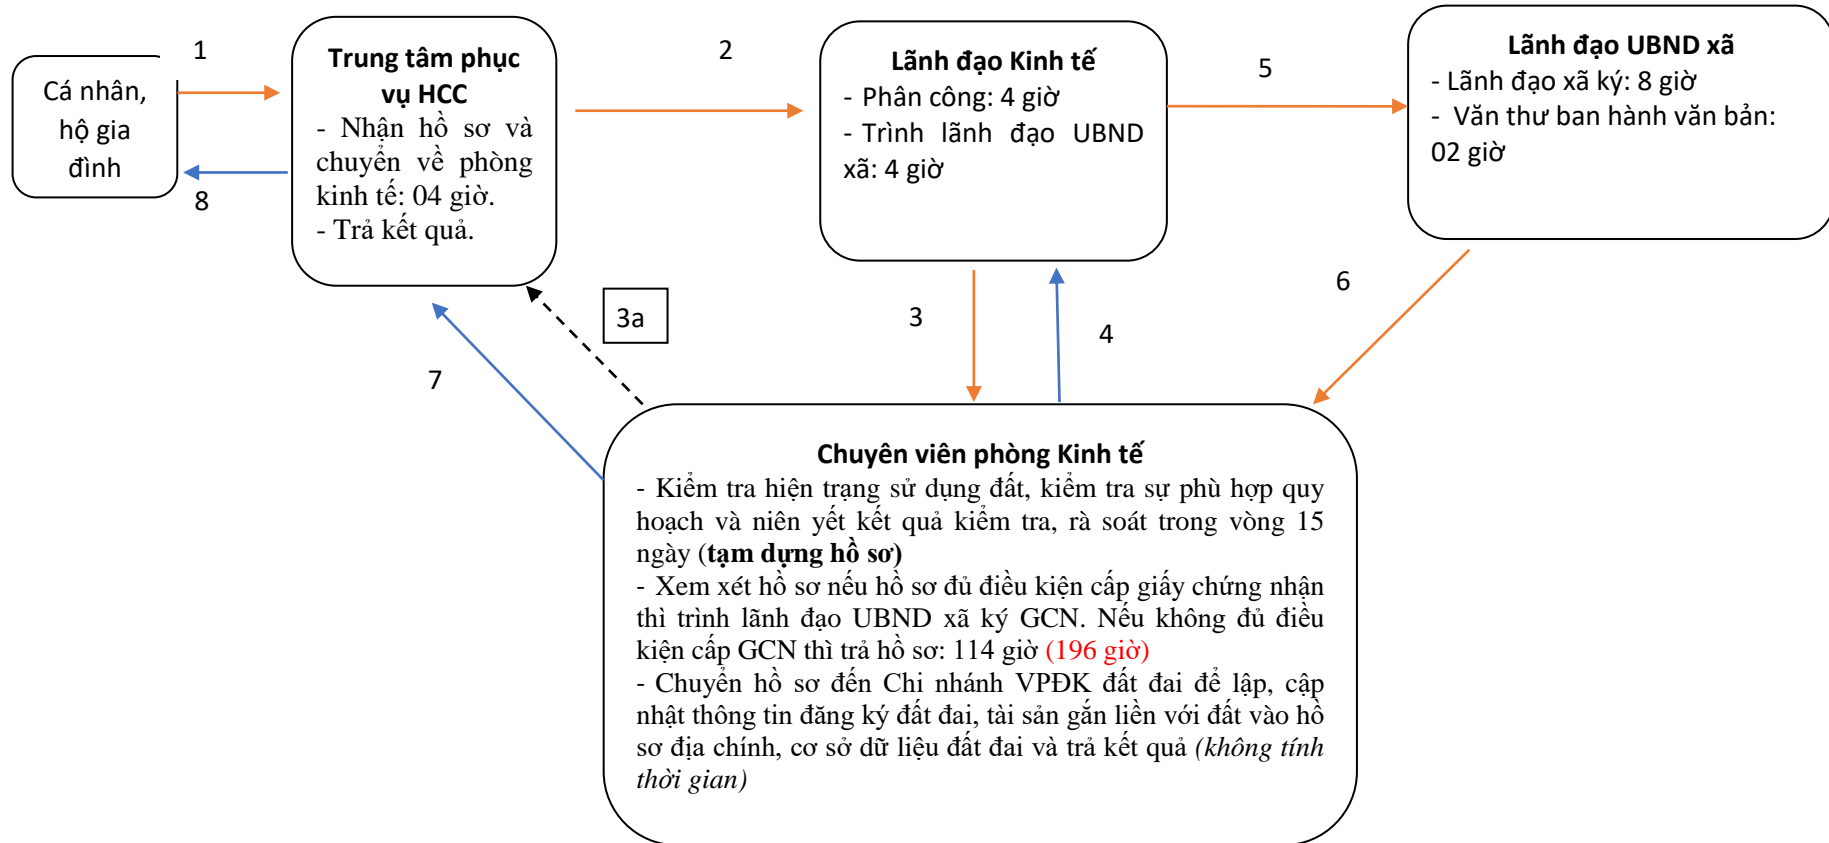 1
Cá nhân,
hộ gia
đình
8
Trung tâm phục
vụ HCC
- Nhận hồ sơ và
chuyển về phòng
kinh tế: 04 giờ.
- Trả kết quả.
2
Lãnh đạo Kinh tế
- Phân công: 4 giờ
- Trình lãnh đạo UBND
xã: 4 giờ
5
Lãnh đạo UBND xã
- Lãnh đạo xã ký: 8 giờ
- Văn thư ban hành văn bản:
02 giờ
3a
3
4
6
7
Chuyên viên phòng Kinh tế
- Kiểm tra hiện trạng sử dụng đất, kiểm tra sự phù hợp quy
hoạch và niên yết kết quả kiểm tra, rà soát trong vòng 15
ngày (tạm dựng hồ sơ)
- Xem xét hồ sơ nếu hồ sơ đủ điều kiện cấp giấy chứng nhận
thì trình lãnh đạo UBND xã ký GCN. Nếu không đủ điều
kiện cấp GCN thì trả hồ sơ: 114 giờ (196 giờ)
- Chuyển hồ sơ đến Chi nhánh VPĐK đất đai để lập, cập
nhật thông tin đăng ký đất đai, tài sản gắn liền với đất vào hồ
sơ địa chính, cơ sở dữ liệu đất đai và trả kết quả (không tính
thời gian)